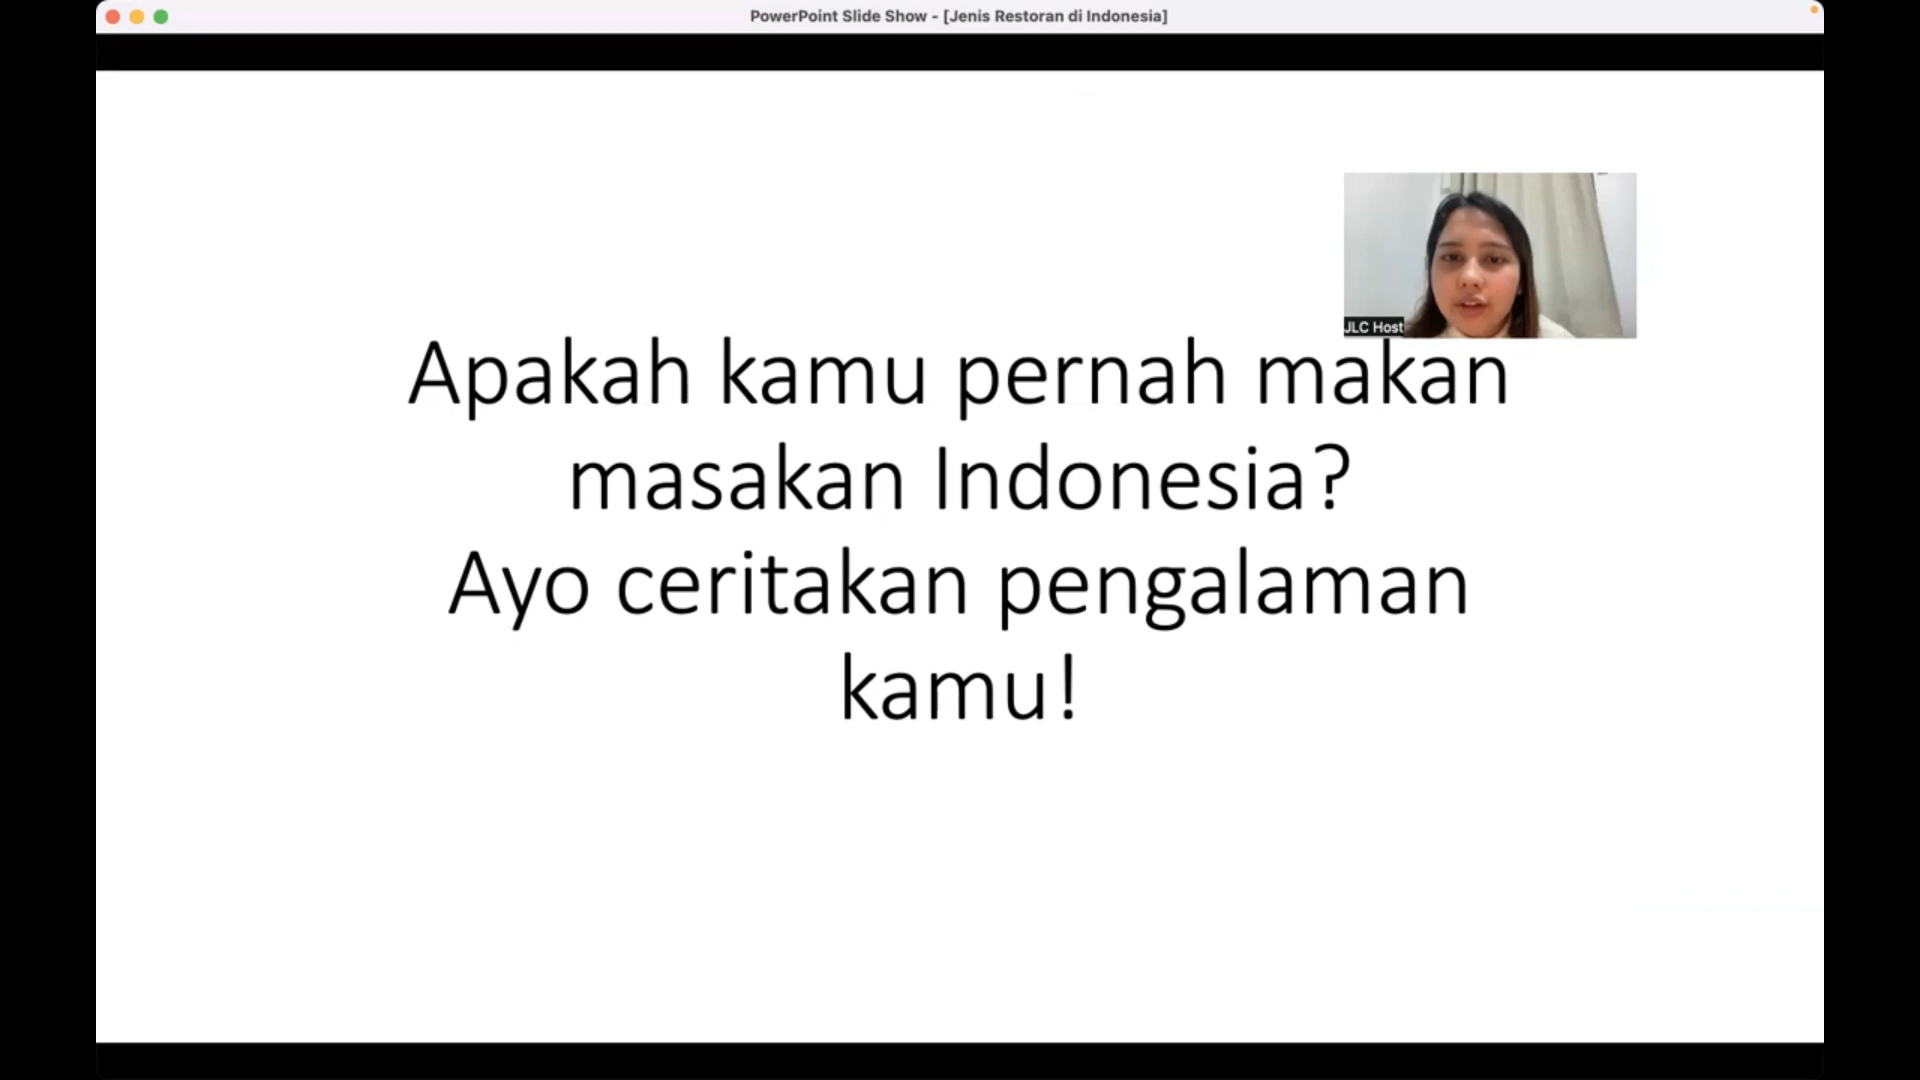 PowerPoint Slide Show - [Jenis Restoran di Indonesia]
JLC Host
Apakah kamu pernah makan
masakan Indonesia?
Ayo ceritakan pengalaman
kamu!